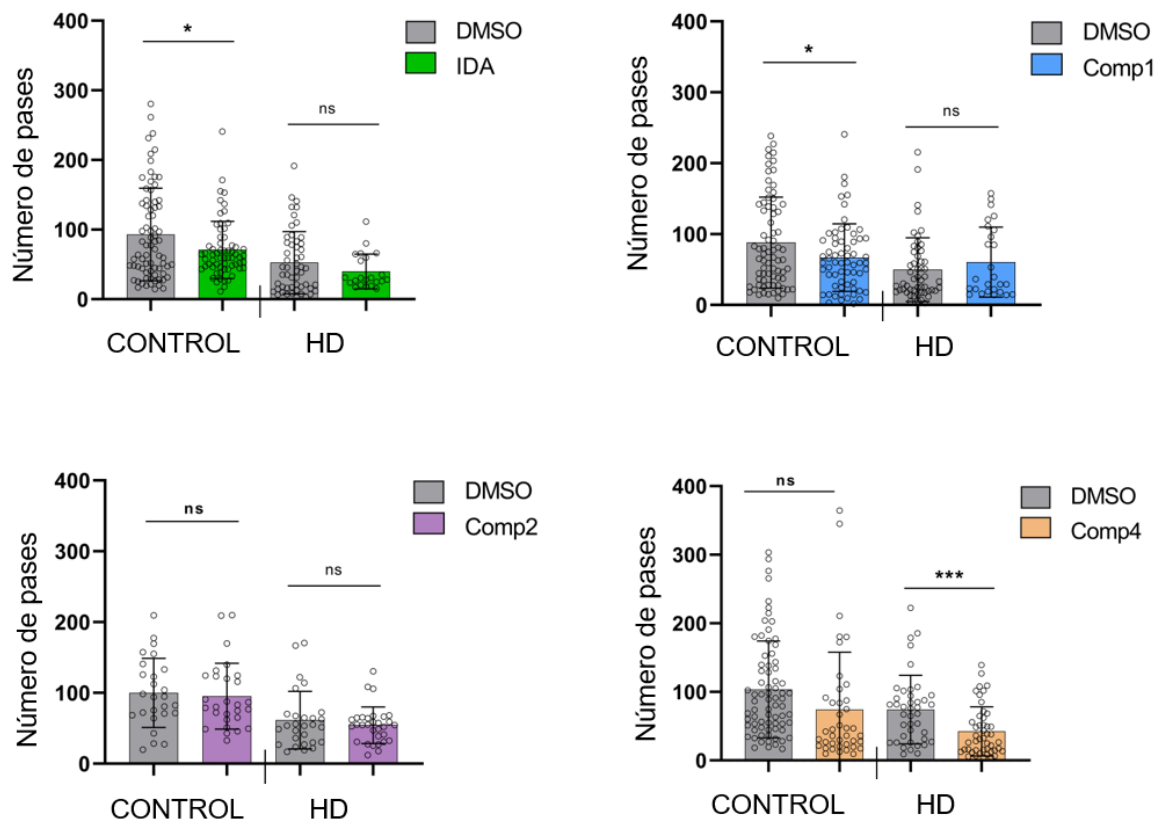 Número de pases
400
300
200
100
0
*
ns
DMSO
IDA
CONTROL
HD
Número de pases
400
300
200
100
0
*
ns
DMSO
Comp1
CONTROL
HD
Número de pases
400
300
200
100
0
ns
ns
DMSO
Comp2
CONTROL
HD
Número de pases
400
300
200
100
0
ns
***
DMSO
Comp4
CONTROL
HD